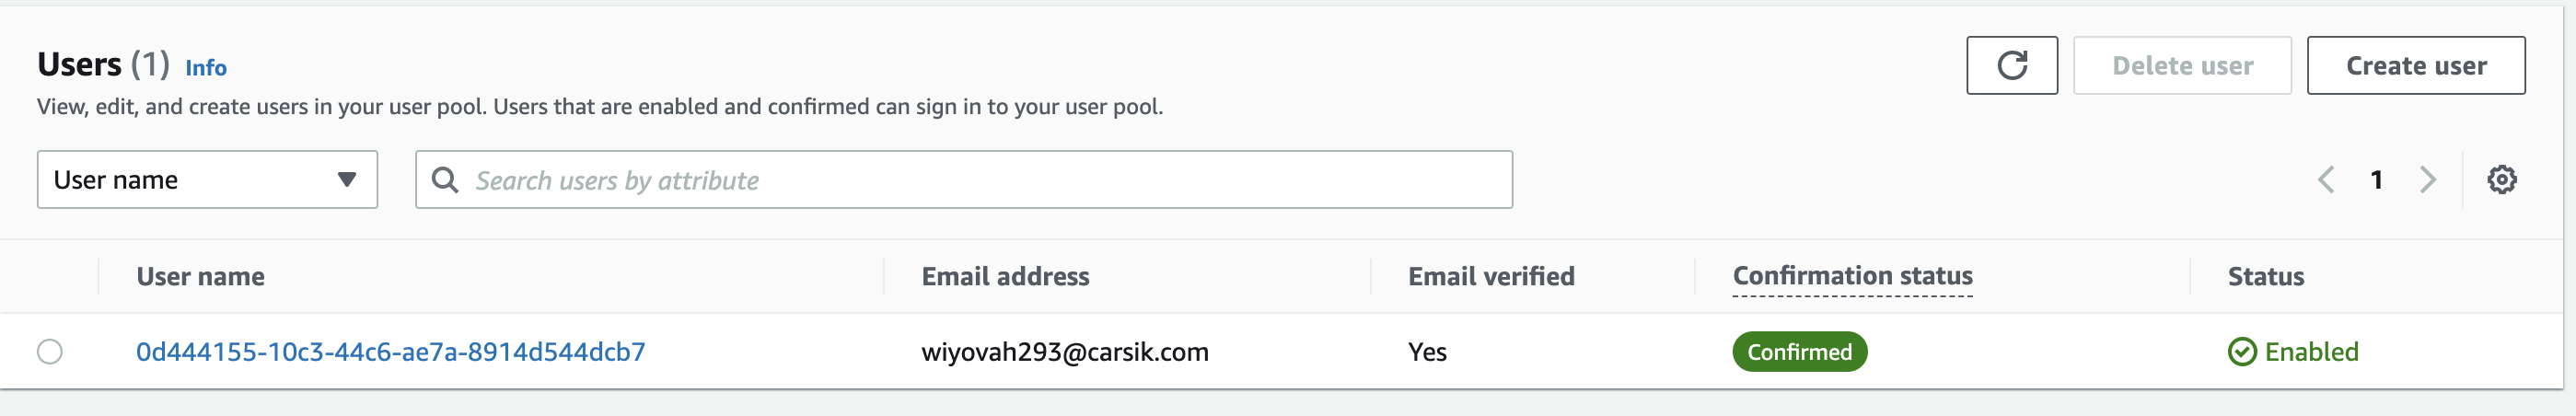 Users (1) Info
Delete user
Create user
View, edit, and create users in your user pool. Users that are enabled and confirmed can sign in to your user pool.
User name
Search users by attribute
1
User name Email address Email verified Confirmation status Status
0d444155-10c3-44c6-ae7a-8914d544dcb7 wiyovah293@carsik.com Yes Confirmed Enabled